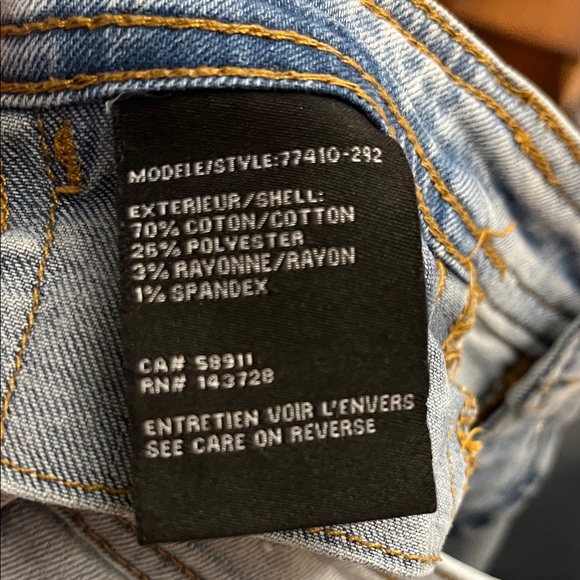 MODELE/STYLE:77410-292
EXTERIEUR/SHELL:
70% COTON/COTTON
26% POLYESTER
3% RAYONNE/RAYON
1% SPANDEX
CA# 58911
RN# 143728
ENTRETIEN VOIR L'ENVERS
SEE CARE ON REVERSE